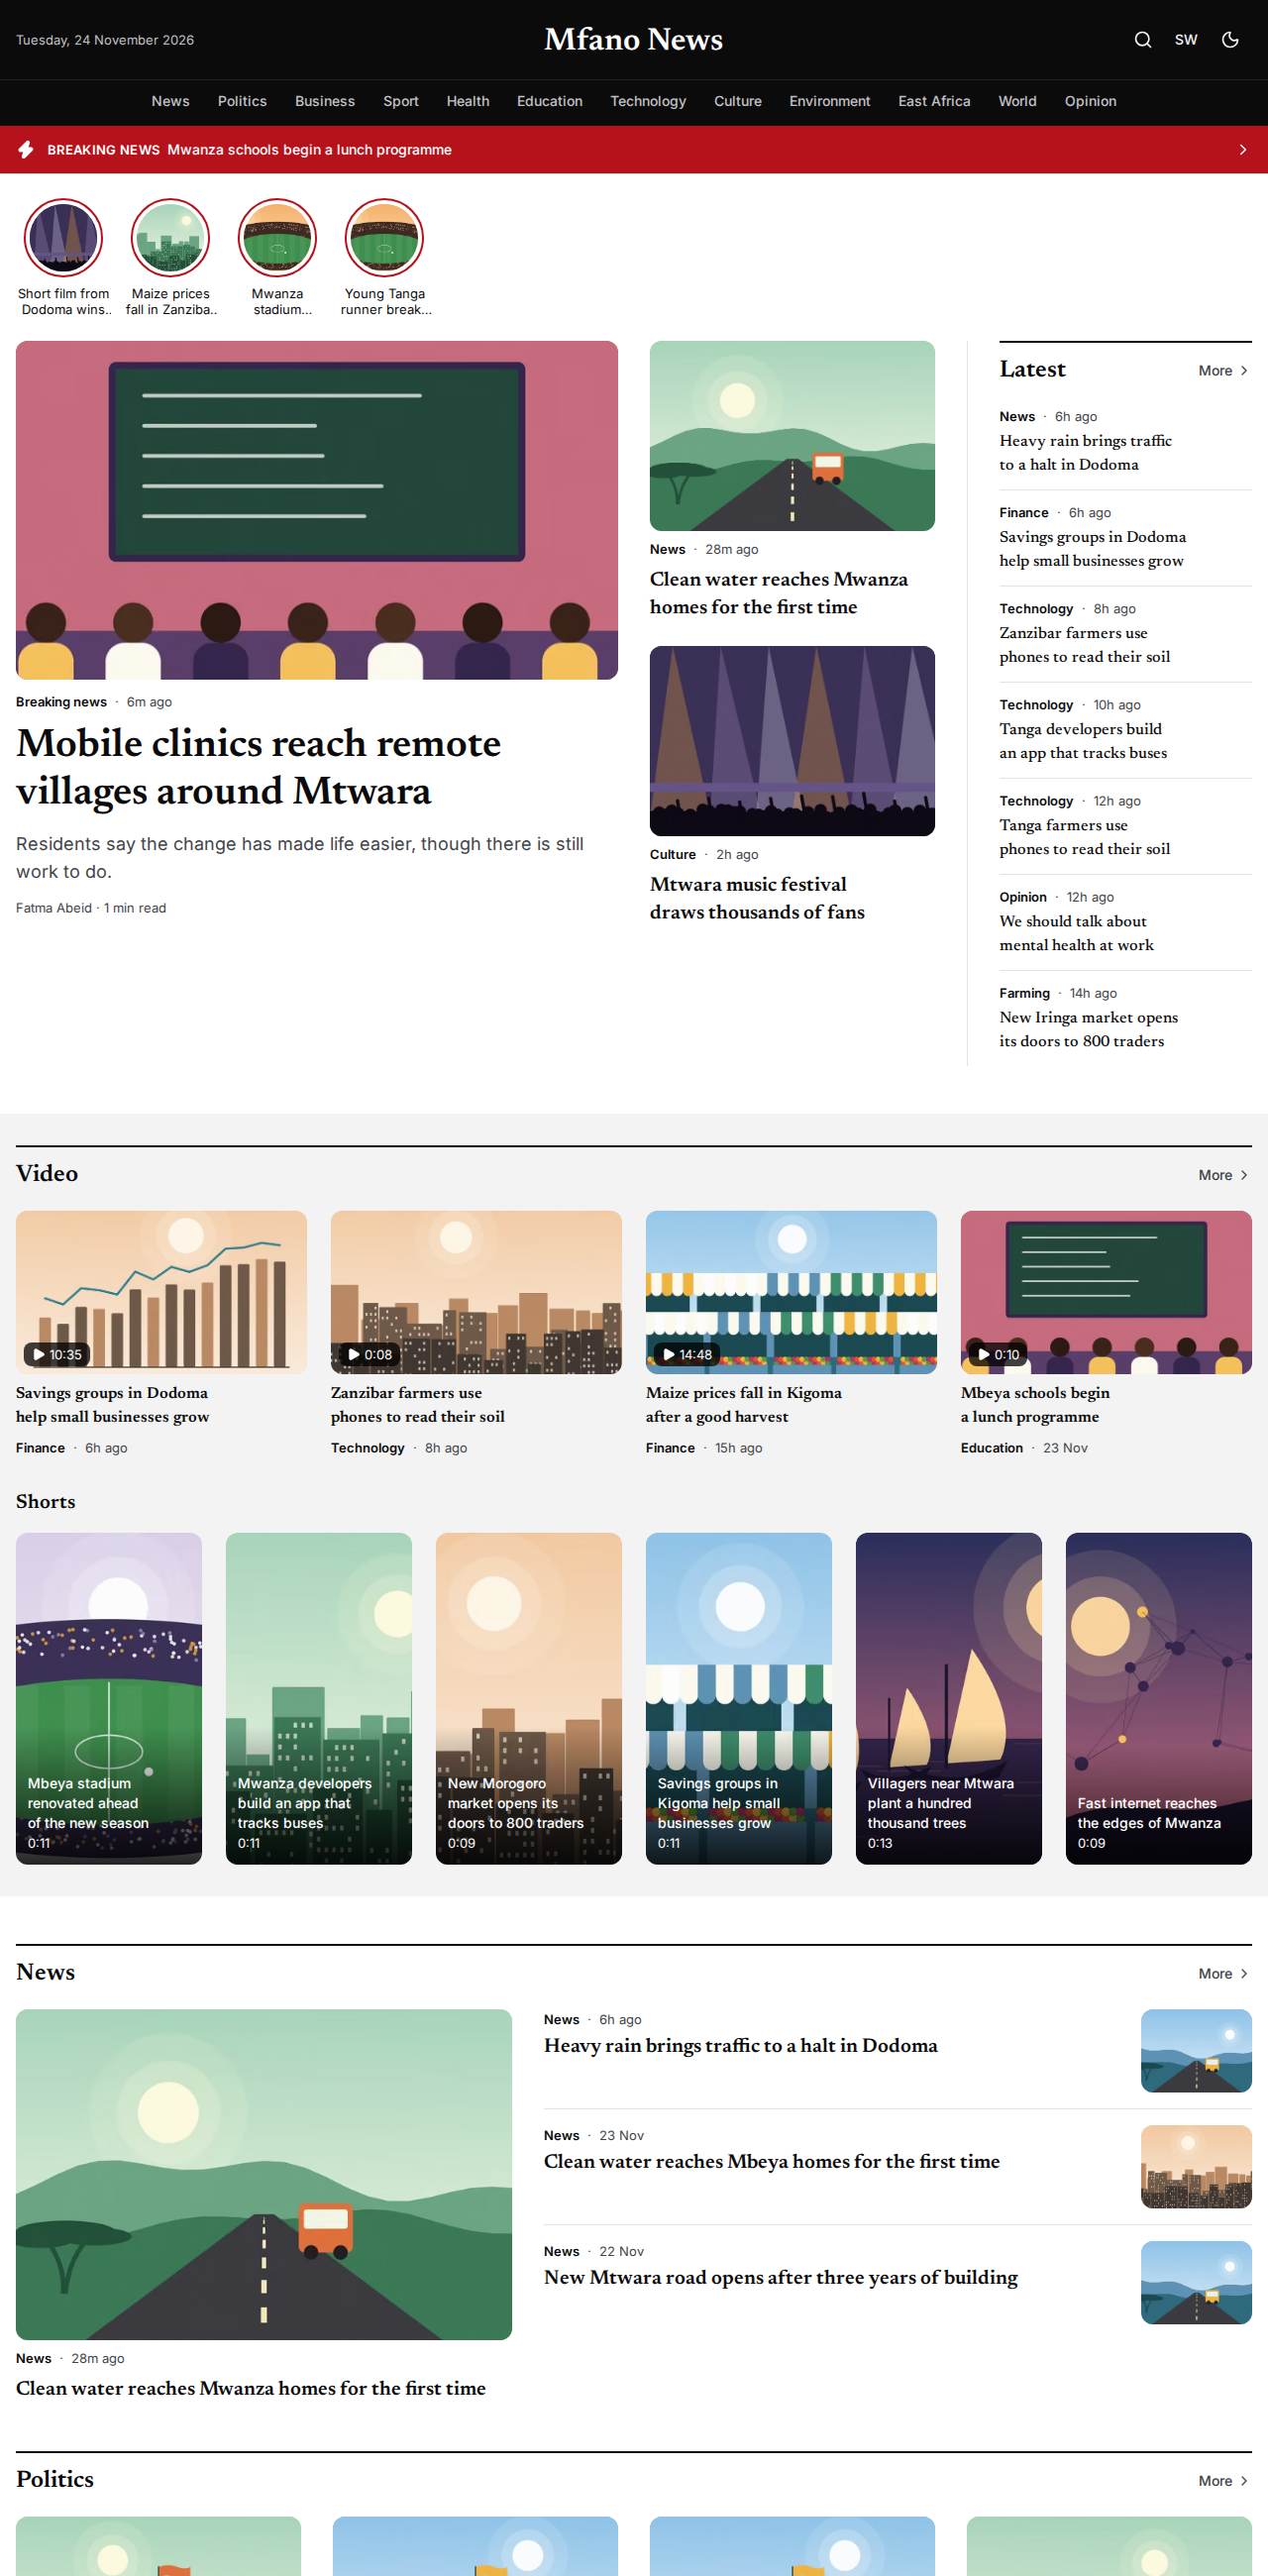 Tuesday, 24 November 2026
Mfano News
SW
News Politics Business Sport Health Education Technology Culture Environment East Africa World Opinion
BREAKING NEWS Mwanza schools begin a lunch programme
Short film from
Dodoma wins..
Maize prices
fall in Zanziba..
Mwanza
stadium...
Young Tanga
runner break...
Breaking news · 6m ago
Mobile clinics reach remote
villages around Mtwara
Residents say the change has made life easier, though there is still
work to do.
Fatma Abeid · 1 min read
News · 28m ago
Clean water reaches Mwanza
homes for the first time
Culture · 2h ago
Mtwara music festival
draws thousands of fans
Latest
More
News · 6h ago
Heavy rain brings traffic
to a halt in Dodoma
Finance · 6h ago
Savings groups in Dodoma
help small businesses grow
Technology · 8h ago
Zanzibar farmers use
phones to read their soil
Technology · 10h ago
Tanga developers build
an app that tracks buses
Technology · 12h ago
Tanga farmers use
phones to read their soil
Opinion · 12h ago
We should talk about
mental health at work
Farming · 14h ago
New Iringa market opens
its doors to 800 traders
Video
More
10:35
Savings groups in Dodoma
help small businesses grow
Finance · 6h ago
0:08
Zanzibar farmers use
phones to read their soil
Technology · 8h ago
14:48
Maize prices fall in Kigoma
after a good harvest
Finance · 15h ago
0:10
Mbeya schools begin
a lunch programme
Education · 23 Nov
Shorts
Mbeya stadium
renovated ahead
of the new season
0:11
Mwanza developers
build an app that
tracks buses
0:11
New Morogoro
market opens its
doors to 800 traders
0:09
Savings groups in
Kigoma help small
businesses grow
0:11
Villagers near Mtwara
plant a hundred
thousand trees
0:13
Fast internet reaches
the edges of Mwanza
0:09
News
More
News · 28m ago
Clean water reaches Mwanza homes for the first time
News · 6h ago
Heavy rain brings traffic to a halt in Dodoma
News · 23 Nov
Clean water reaches Mbeya homes for the first time
News · 22 Nov
New Mtwara road opens after three years of building
Politics
More